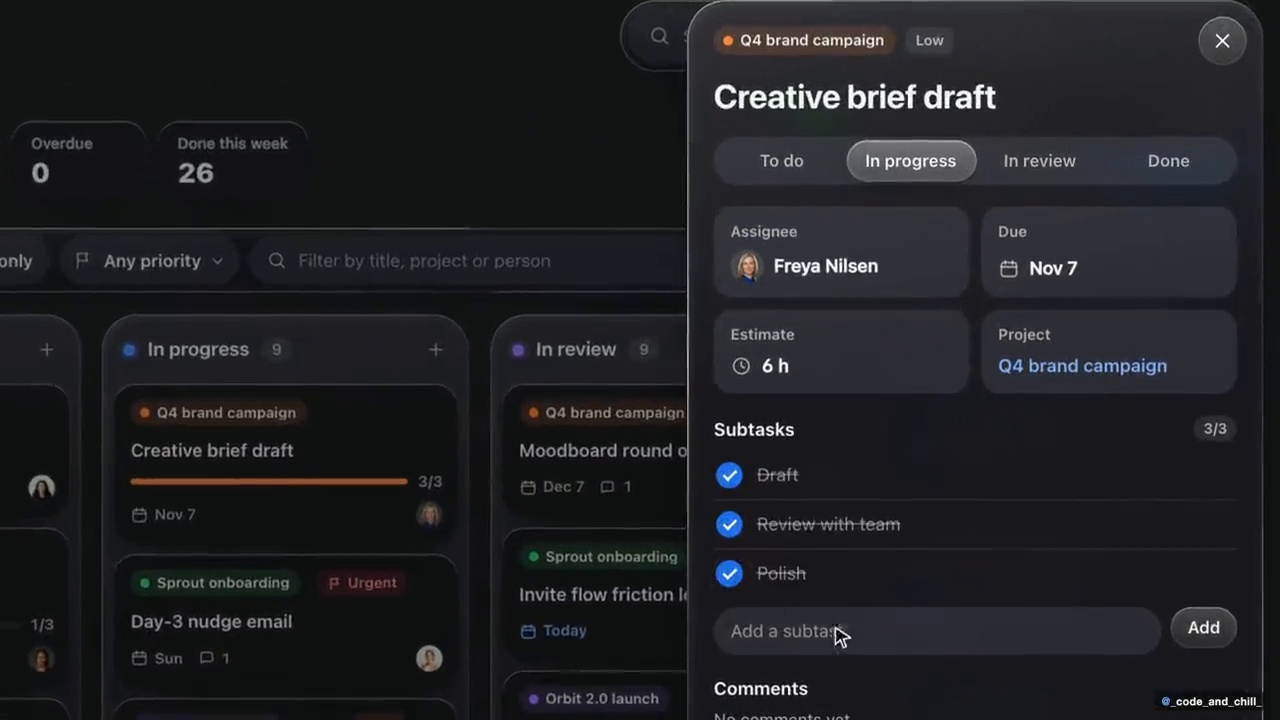 Overdue
0
Done this week
26
only
Any priority
Filter by title, project or person
In progress 9
Q4 brand campaign
Creative brief draft
3/3
Nov 7
Sprout onboarding
Urgent
Day-3 nudge email
Sun 1
1/3
In review 9
Q4 brand campaign
Moodboard round
Dec 7 1
Sprout onboarding
Invite flow friction
Today
Orbit 2.0 launch
Q4 brand campaign
Low
Creative brief draft
To do
In progress
In review
Done
Assignee
Freya Nilsen
Due
Nov 7
Estimate
6 h
Project
Q4 brand campaign
Subtasks
3/3
Draft
Review with team
Polish
Add a subtask
Add
Comments
No comments yet
@_code_and_chill_